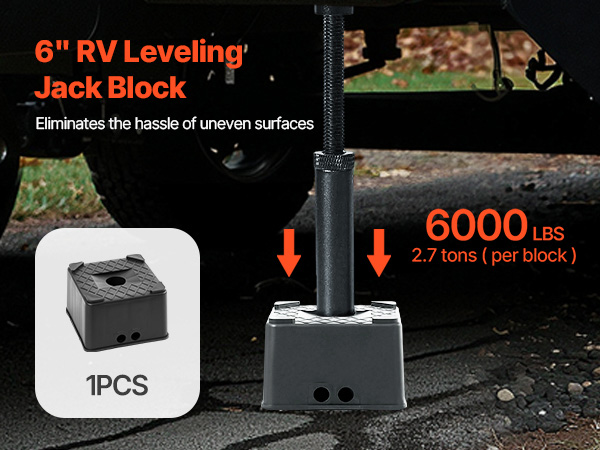 6" RV Leveling
Jack Block
Eliminates the hassle of uneven surfaces
6000 LBS
2.7 tons ( per block )
1PCS